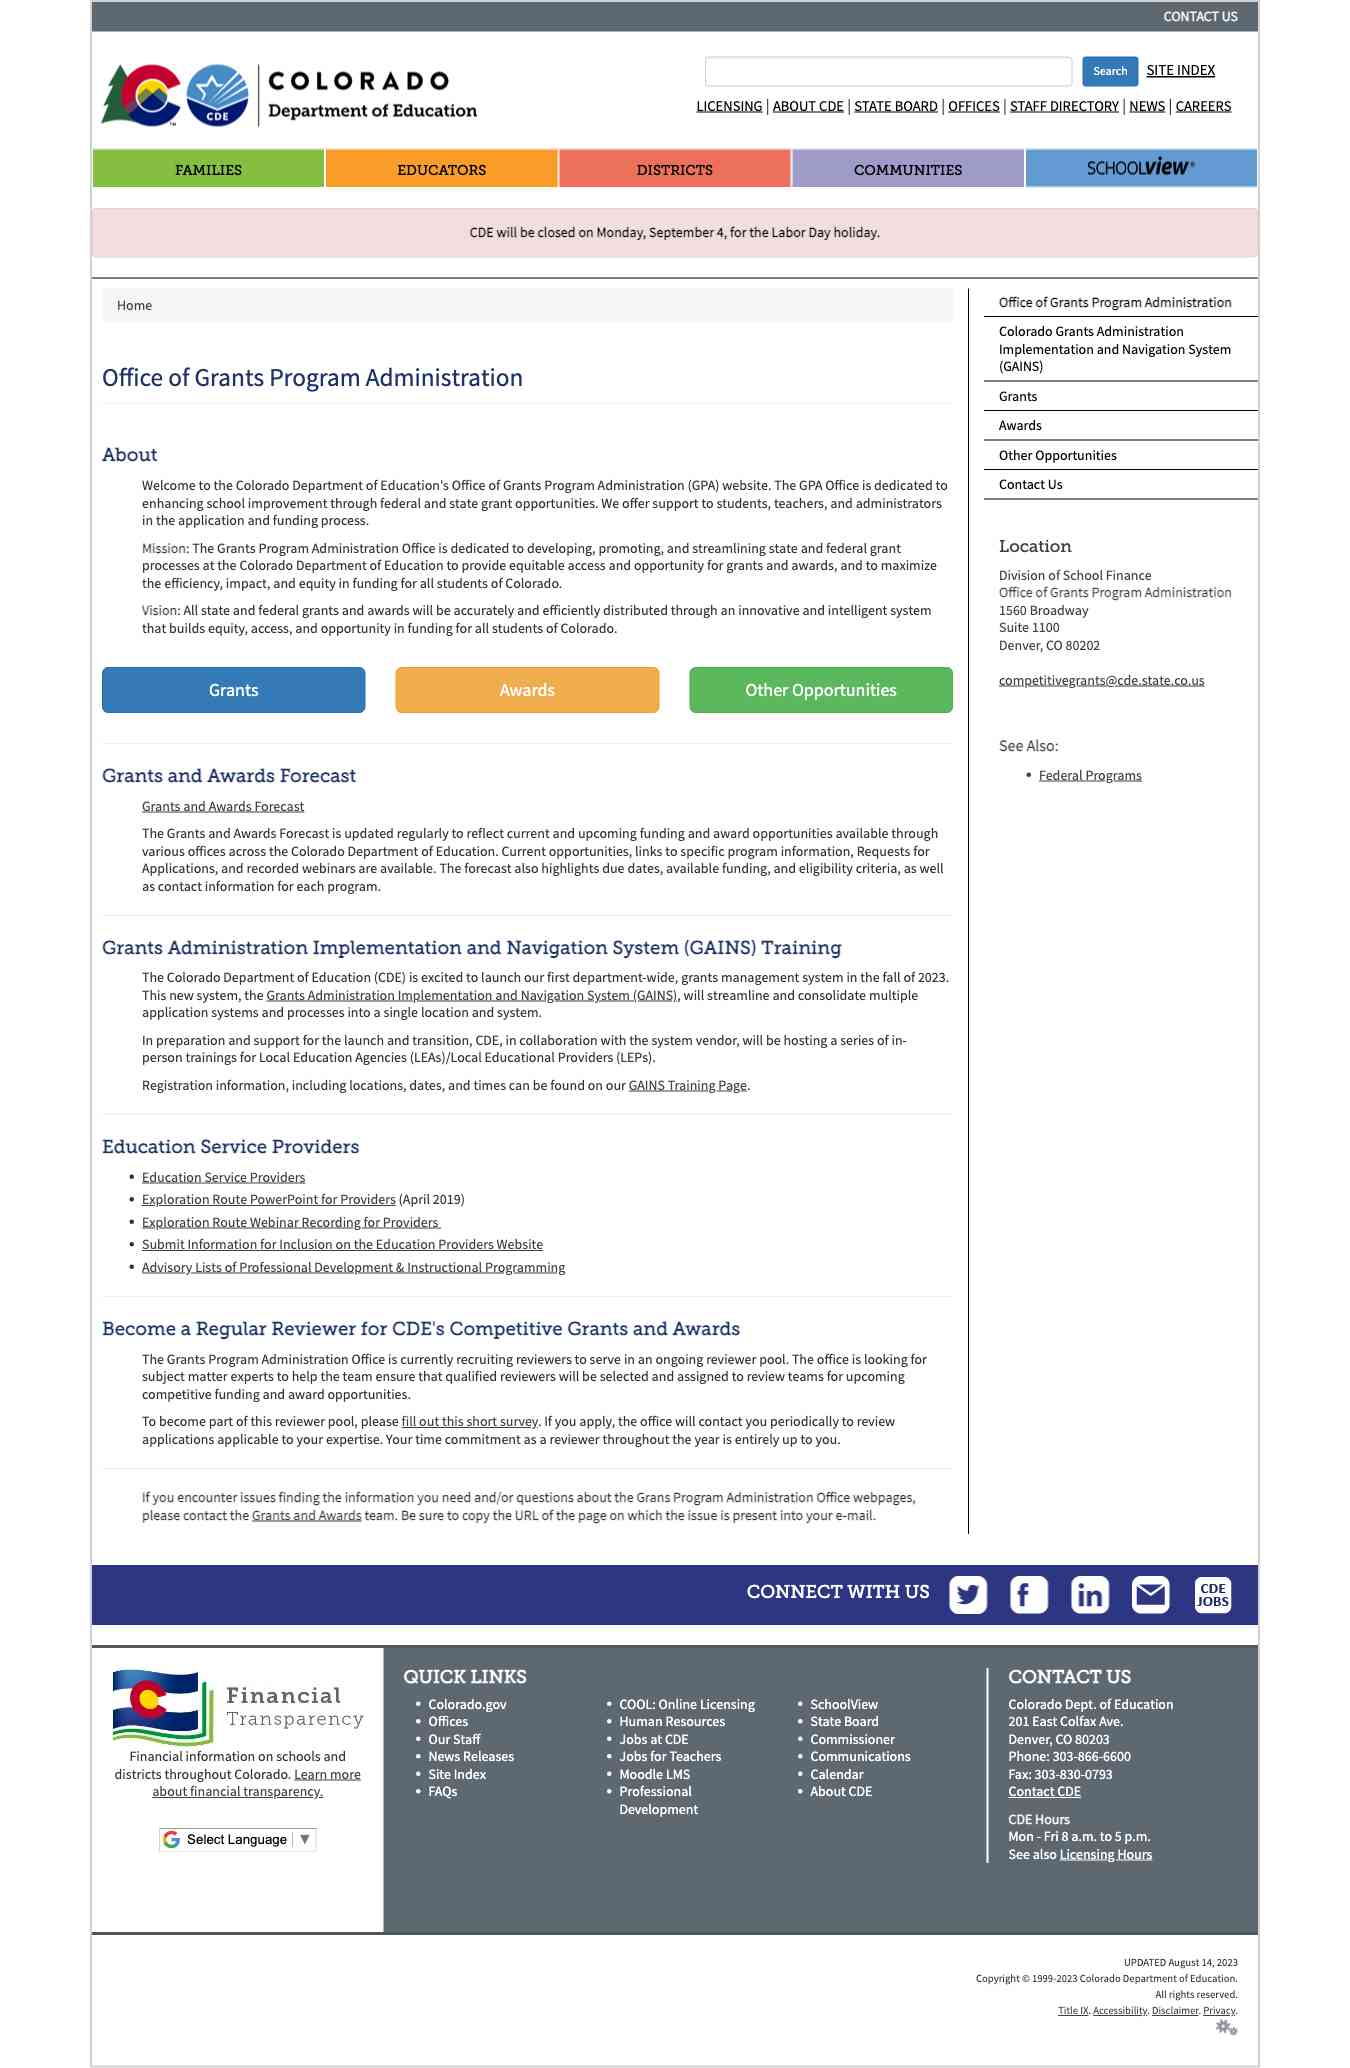 CONTACT US
COLORADO
Department of Education
CDE
TM
Search
SITE INDEX
LICENSING | ABOUT CDE | STATE BOARD | OFFICES | STAFF DIRECTORY | NEWS | CAREERS
FAMILIES
EDUCATORS
DISTRICTS
COMMUNITIES
SCHOOLview®
CDE will be closed on Monday, September 4, for the Labor Day holiday.
Home
Office of Grants Program Administration
About
Welcome to the Colorado Department of Education's Office of Grants Program Administration (GPA) website. The GPA Office is dedicated to
enhancing school improvement through federal and state grant opportunities. We offer support to students, teachers, and administrators
in the application and funding process.
Mission: The Grants Program Administration Office is dedicated to developing, promoting, and streamlining state and federal grant
processes at the Colorado Department of Education to provide equitable access and opportunity for grants and awards, and to maximize
the efficiency, impact, and equity in funding for all students of Colorado.
Vision: All state and federal grants and awards will be accurately and efficiently distributed through an innovative and intelligent system
that builds equity, access, and opportunity in funding for all students of Colorado.
Grants
Awards
Other Opportunities
Grants and Awards Forecast
Grants and Awards Forecast
The Grants and Awards Forecast is updated regularly to reflect current and upcoming funding and award opportunities available through
various offices across the Colorado Department of Education. Current opportunities, links to specific program information, Requests for
Applications, and recorded webinars are available. The forecast also highlights due dates, available funding, and eligibility criteria, as well
as contact information for each program.
Grants Administration Implementation and Navigation System (GAINS) Training
The Colorado Department of Education (CDE) is excited to launch our first department-wide, grants management system in the fall of 2023.
This new system, the Grants Administration Implementation and Navigation System (GAINS), will streamline and consolidate multiple
application systems and processes into a single location and system.
In preparation and support for the launch and transition, CDE, in collaboration with the system vendor, will be hosting a series of in-
person trainings for Local Education Agencies (LEAs)/Local Educational Providers (LEPs).
Registration information, including locations, dates, and times can be found on our GAINS Training Page.
Education Service Providers
• Education Service Providers
• Exploration Route PowerPoint for Providers (April 2019)
• Exploration Route Webinar Recording for Providers
• Submit Information for Inclusion on the Education Providers Website
• Advisory Lists of Professional Development & Instructional Programming
Become a Regular Reviewer for CDE's Competitive Grants and Awards
The Grants Program Administration Office is currently recruiting reviewers to serve in an ongoing reviewer pool. The office is looking for
subject matter experts to help the team ensure that qualified reviewers will be selected and assigned to review teams for upcoming
competitive funding and award opportunities.
To become part of this reviewer pool, please fill out this short survey. If you apply, the office will contact you periodically to review
applications applicable to your expertise. Your time commitment as a reviewer throughout the year is entirely up to you.
If you encounter issues finding the information you need and/or questions about the Grans Program Administration Office webpages,
please contact the Grants and Awards team. Be sure to copy the URL of the page on which the issue is present into your e-mail.
Office of Grants Program Administration
Colorado Grants Administration
Implementation and Navigation System
(GAINS)
Grants
Awards
Other Opportunities
Contact Us
Location
Division of School Finance
Office of Grants Program Administration
1560 Broadway
Suite 1100
Denver, CO 80202
competitivegrants@cde.state.co.us
See Also:
• Federal Programs
CONNECT WITH US
CDE
JOBS
Financial
Transparency
Financial information on schools and
districts throughout Colorado. Learn more
about financial transparency.
Select Language ▼
QUICK LINKS
• Colorado.gov
• Offices
• Our Staff
• News Releases
• Site Index
• FAQs
• COOL: Online Licensing
• Human Resources
• Jobs at CDE
• Jobs for Teachers
• Moodle LMS
• Professional
Development
• SchoolView
• State Board
• Commissioner
• Communications
• Calendar
• About CDE
CONTACT US
Colorado Dept. of Education
201 East Colfax Ave.
Denver, CO 80203
Phone: 303-866-6600
Fax: 303-830-0793
Contact CDE
CDE Hours
Mon - Fri 8 a.m. to 5 p.m.
See also Licensing Hours
UPDATED August 14, 2023
Copyright © 1999-2023 Colorado Department of Education.
All rights reserved.
Title IX. Accessibility. Disclaimer. Privacy.